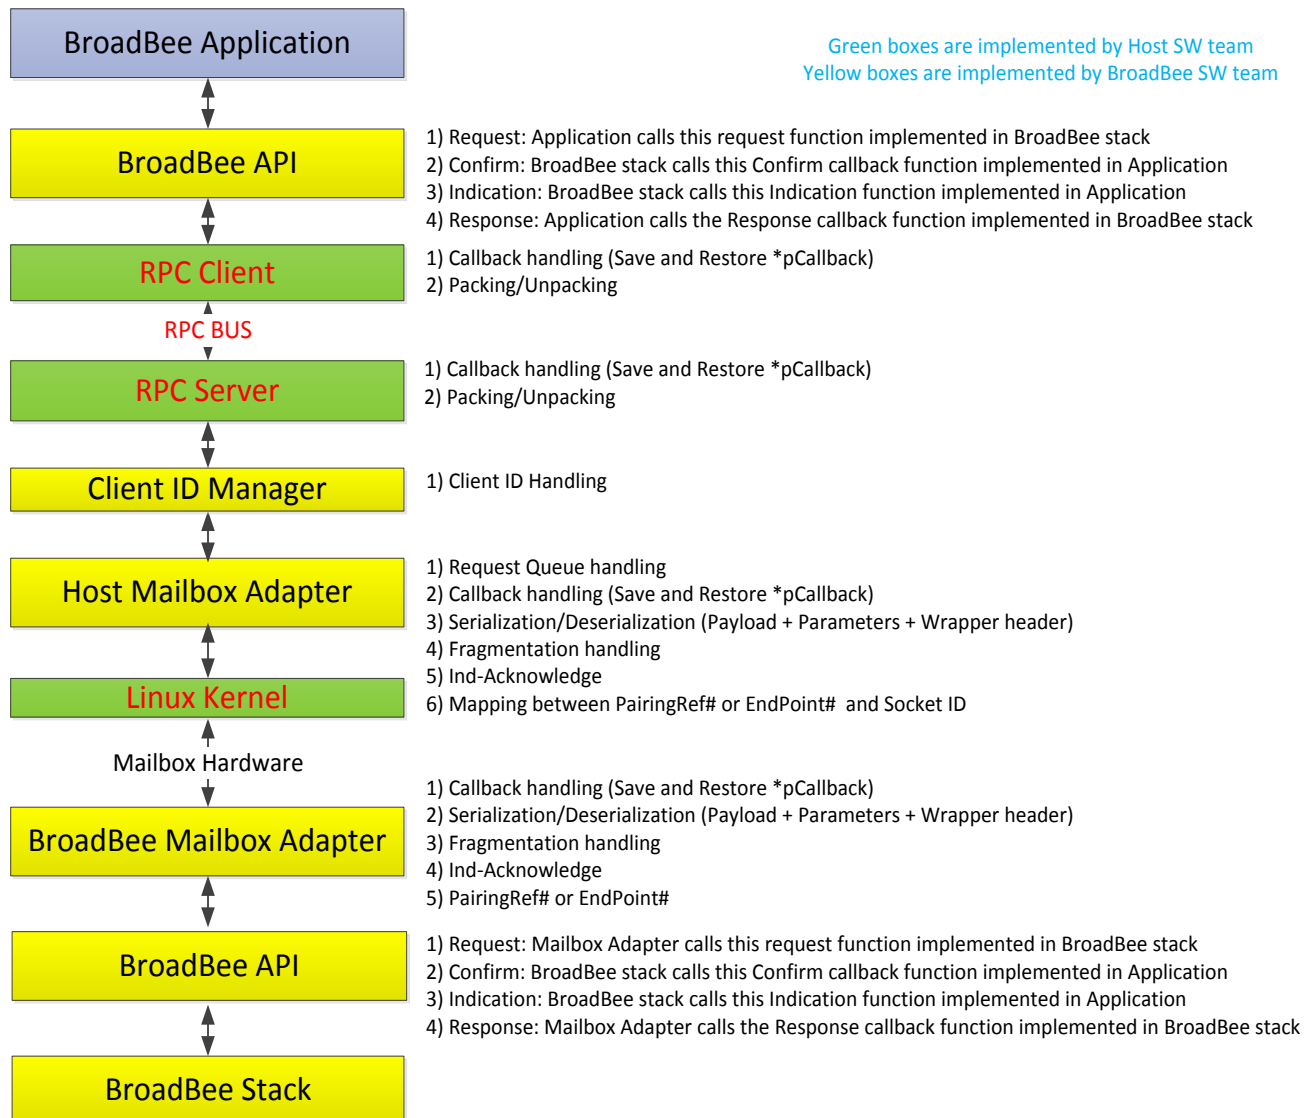 BroadBee Application
Green boxes are implemented by Host SW team
Yellow boxes are implemented by BroadBee SW team
BroadBee API
1) Request: Application calls this request function implemented in BroadBee stack
2) Confirm: BroadBee stack calls this Confirm callback function implemented in Application
3) Indication: BroadBee stack calls this Indication function implemented in Application
4) Response: Application calls the Response callback function implemented in BroadBee stack
RPC Client
1) Callback handling (Save and Restore *pCallback)
2) Packing/Unpacking
RPC BUS
RPC Server
1) Callback handling (Save and Restore *pCallback)
2) Packing/Unpacking
Client ID Manager
1) Client ID Handling
Host Mailbox Adapter
1) Request Queue handling
2) Callback handling (Save and Restore *pCallback)
3) Serialization/Deserialization (Payload + Parameters + Wrapper header)
4) Fragmentation handling
5) Ind-Acknowledge
6) Mapping between PairingRef# or EndPoint# and Socket ID
Linux Kernel
Mailbox Hardware
BroadBee Mailbox Adapter
1) Callback handling (Save and Restore *pCallback)
2) Serialization/Deserialization (Payload + Parameters + Wrapper header)
3) Fragmentation handling
4) Ind-Acknowledge
5) PairingRef# or EndPoint#
BroadBee API
1) Request: Mailbox Adapter calls this request function implemented in BroadBee stack
2) Confirm: BroadBee stack calls this Confirm callback function implemented in Application
3) Indication: BroadBee stack calls this Indication function implemented in Application
4) Response: Mailbox Adapter calls the Response callback function implemented in BroadBee stack
BroadBee Stack